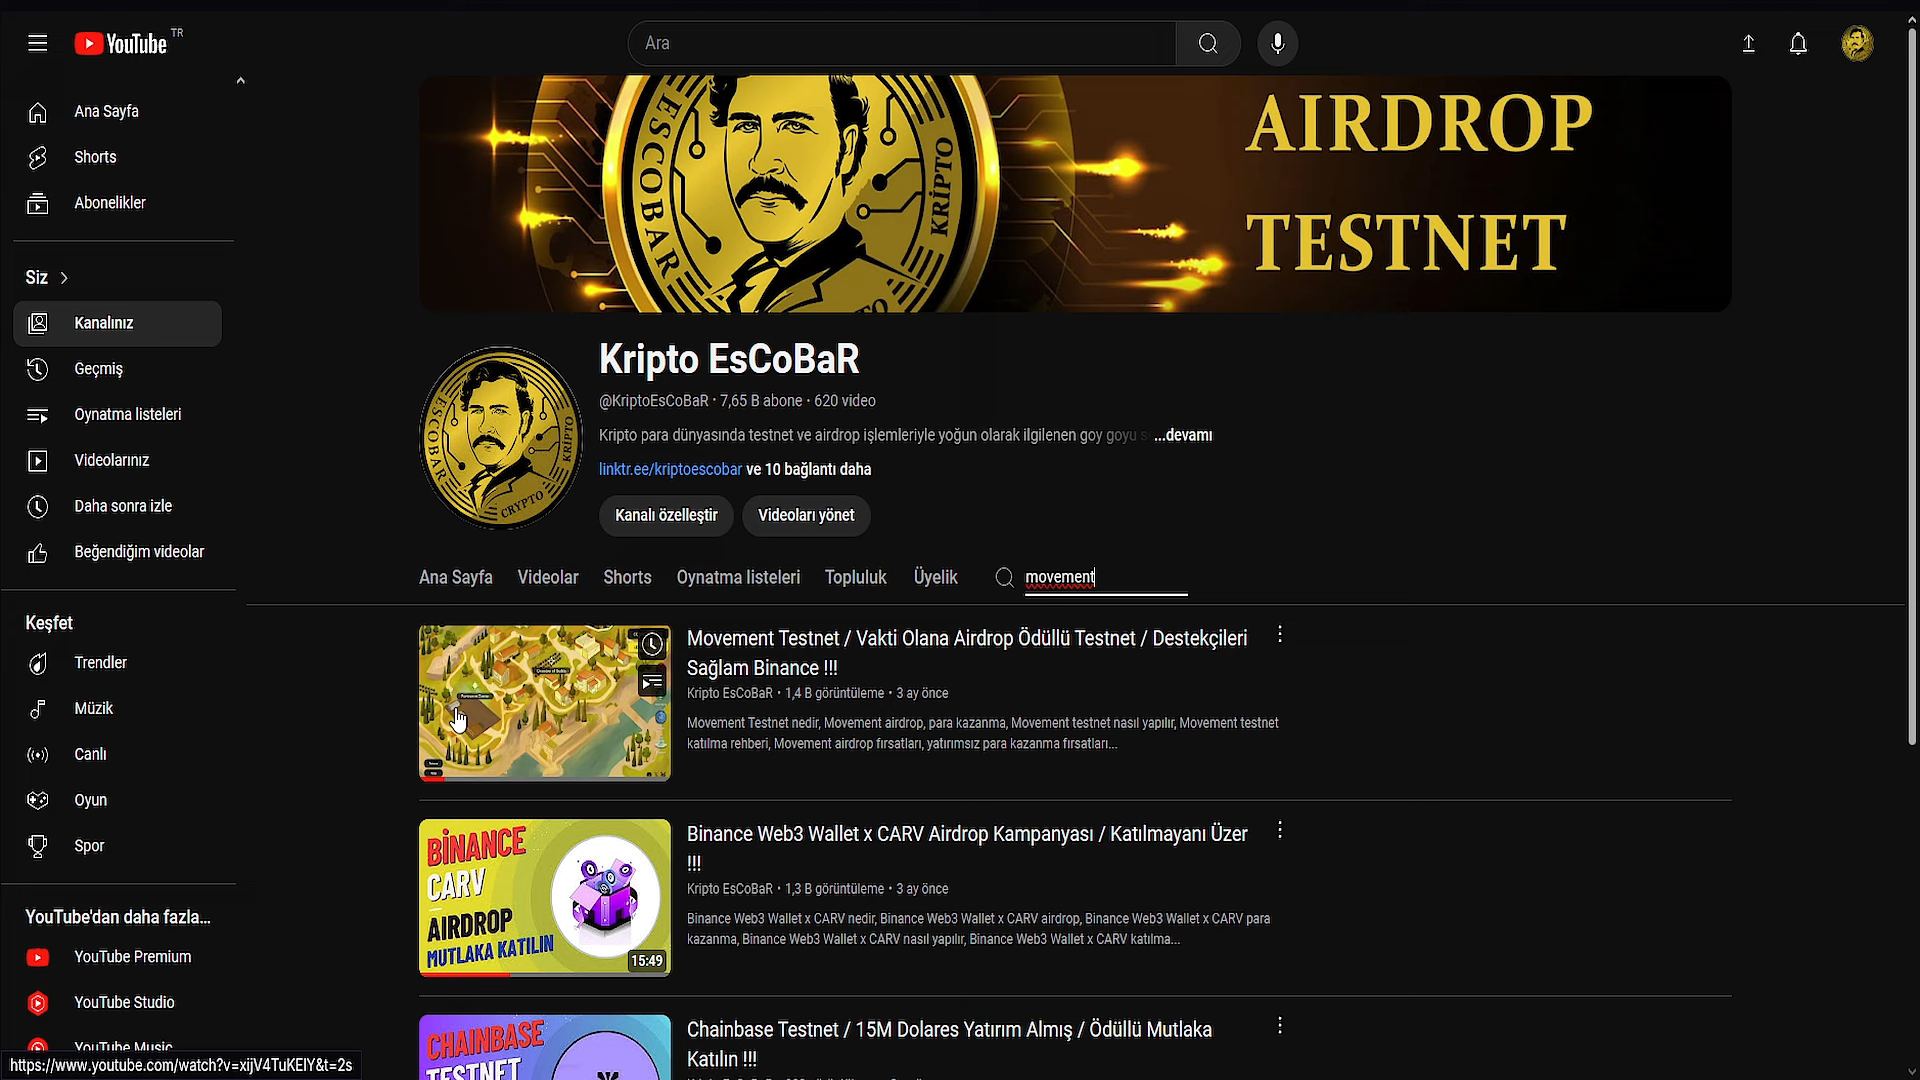 YouTube TR
Ara
Ana Sayfa
Shorts
Abonelikler
Siz
Kanalınız
Geçmiş
Oynatma listeleri
Videolarınız
Daha sonra izle
Beğendiğim videolar
Keşfet
Trendler
Müzik
Canlı
Oyun
Spor
YouTube'dan daha fazla...
YouTube Premium
YouTube Studio
YouTube Music
https://www.youtube.com/watch?v=xijV4TuKEIY&t=2s
ESCOBAR
KRİPTO
AIRDROP
TESTNET
ESCOBAR
KRİPTO
CRYPTO
Kripto EsCoBaR
@KriptoEsCoBaR · 7,65 B abone · 620 video
Kripto para dünyasında testnet ve airdrop işlemleriyle yoğun olarak ilgilenen goy goyu ...devamı
linktr.ee/kriptoescobar ve 10 bağlantı daha
Kanalı özelleştir
Videoları yönet
Ana Sayfa
Videolar
Shorts
Oynatma listeleri
Topluluk
Üyelik
movement
Movement Testnet / Vakti Olana Airdrop Ödüllü Testnet / Destekçileri
Sağlam Binance !!!
Kripto EsCoBaR · 1,4 B görüntüleme · 3 ay önce
Movement Testnet nedir, Movement airdrop, para kazanma, Movement testnet nasıl yapılır, Movement testnet
katılma rehberi, Movement airdrop fırsatları, yatırımsız para kazanma fırsatları...
BİNANCE
CARV
AIRDROP
MUTLAKA KATILIN
15:49
Binance Web3 Wallet x CARV Airdrop Kampanyası / Katılmayanı Üzer
!!!
Kripto EsCoBaR · 1,3 B görüntüleme · 3 ay önce
Binance Web3 Wallet x CARV nedir, Binance Web3 Wallet x CARV airdrop, Binance Web3 Wallet x CARV para
kazanma, Binance Web3 Wallet x CARV nasıl yapılır, Binance Web3 Wallet x CARV katılma...
CHAINBASE
TESTNET
Chainbase Testnet / 15M Dolares Yatırım Almış / Ödüllü Mutlaka
Katılın !!!